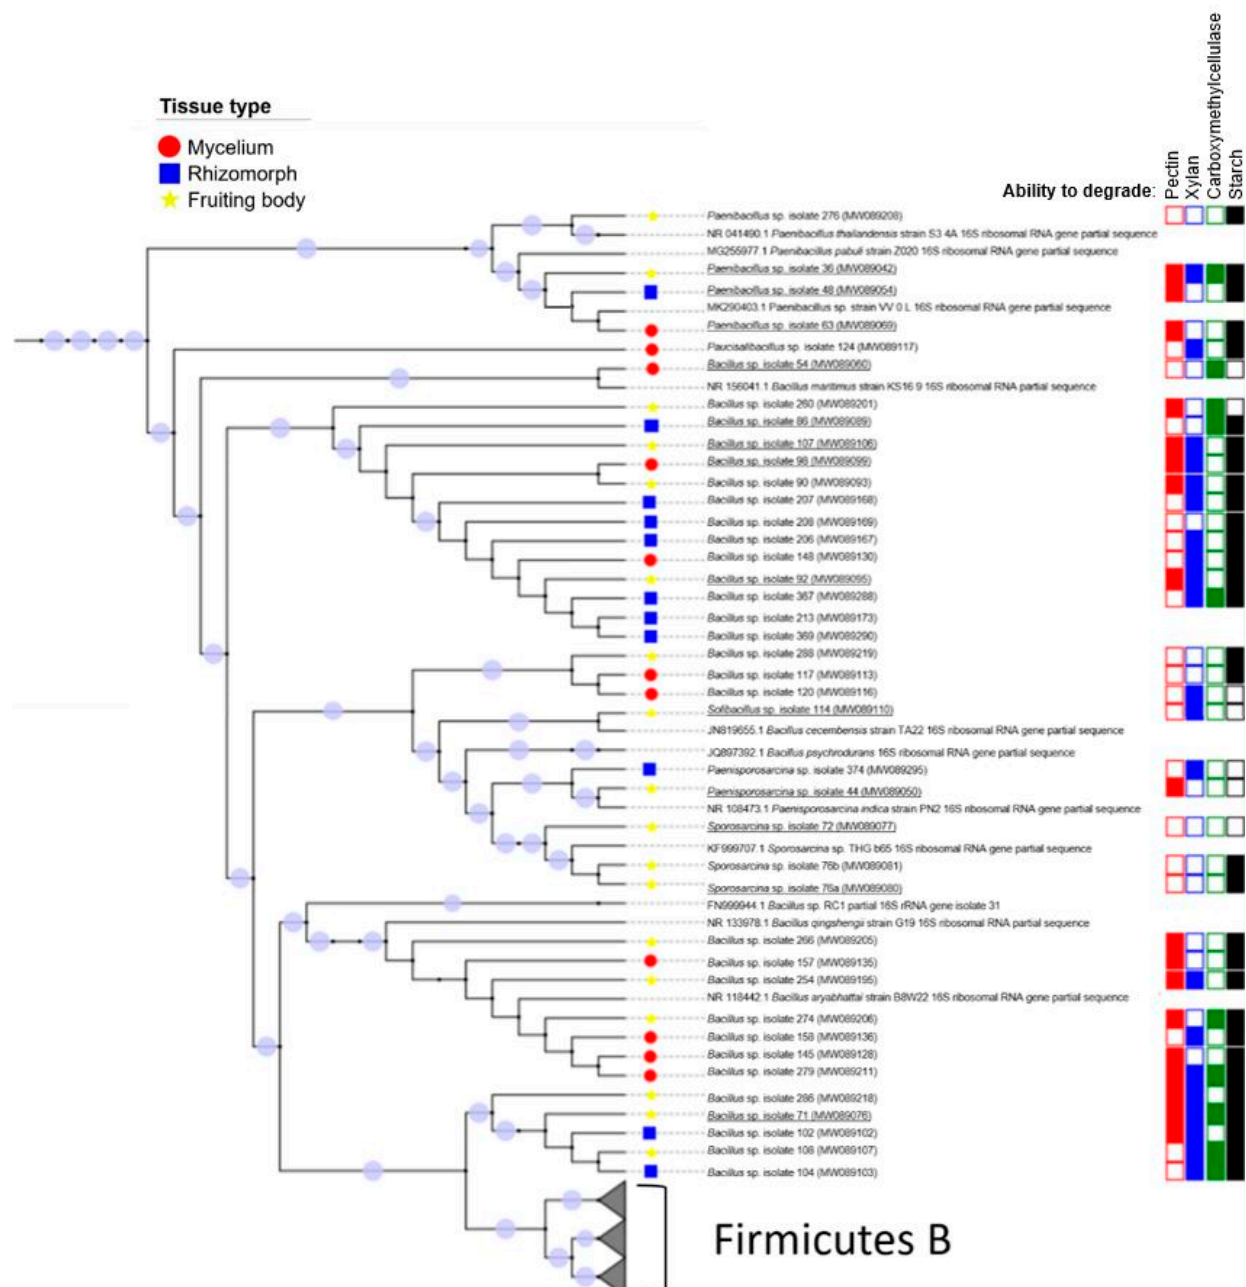 Tissue type
Mycelium
Rhizomorph
Fruiting body
Ability to degrade:
Pectin
Xylan
Carboxymethylcellulase
Starch
Paenibacillus sp. isolate 276 (MW089208)
NR 041490.1 Paenibacillus thailandensis strain S3 4A 16S ribosomal RNA gene partial sequence
MG255977.1 Paenibacillus pabuli strain Z020 16S ribosomal RNA gene partial sequence
Paenibacillus sp. isolate 36 (MW089042)
Paenibacillus sp. isolate 48 (MW089054)
MK290403.1 Paenibacillus sp. strain VV 0 L 16S ribosomal RNA gene partial sequence
Paenibacillus sp. isolate 63 (MW089069)
Paucisalibacillus sp. isolate 124 (MW089117)
Bacillus sp. isolate 54 (MW089060)
NR 156041.1 Bacillus maritimus strain KS16 9 16S ribosomal RNA partial sequence
Bacillus sp. isolate 260 (MW089201)
Bacillus sp. isolate 86 (MW089089)
Bacillus sp. isolate 107 (MW089106)
Bacillus sp. isolate 98 (MW089099)
Bacillus sp. isolate 90 (MW089093)
Bacillus sp. isolate 207 (MW089168)
Bacillus sp. isolate 208 (MW089169)
Bacillus sp. isolate 206 (MW089167)
Bacillus sp. isolate 148 (MW089130)
Bacillus sp. isolate 92 (MW089095)
Bacillus sp. isolate 367 (MW089288)
Bacillus sp. isolate 213 (MW089173)
Bacillus sp. isolate 369 (MW089290)
Bacillus sp. isolate 288 (MW089219)
Bacillus sp. isolate 117 (MW089113)
Bacillus sp. isolate 120 (MW089116)
Solibacillus sp. isolate 114 (MW089110)
JN819655.1 Bacillus cecembensis strain TA22 16S ribosomal RNA gene partial sequence
JQ897392.1 Bacillus psychrodurans 16S ribosomal RNA gene partial sequence
Paenisporosarcina sp. isolate 374 (MW089295)
Paenisporosarcina sp. isolate 44 (MW089050)
NR 108473.1 Paenisporosarcina indica strain PN2 16S ribosomal RNA gene partial sequence
Sporosarcina sp. isolate 72 (MW089077)
KF999707.1 Sporosarcina sp. THG b65 16S ribosomal RNA gene partial sequence
Sporosarcina sp. isolate 76b (MW089081)
Sporosarcina sp. isolate 76a (MW089080)
FN999944.1 Bacillus sp. RC1 partial 16S rRNA gene isolate 31
NR 133978.1 Bacillus qingshengii strain G19 16S ribosomal RNA partial sequence
Bacillus sp. isolate 266 (MW089205)
Bacillus sp. isolate 157 (MW089135)
Bacillus sp. isolate 254 (MW089195)
NR 118442.1 Bacillus aryabhattai strain B8W22 16S ribosomal RNA gene partial sequence
Bacillus sp. isolate 274 (MW089206)
Bacillus sp. isolate 158 (MW089136)
Bacillus sp. isolate 145 (MW089128)
Bacillus sp. isolate 279 (MW089211)
Bacillus sp. isolate 286 (MW089218)
Bacillus sp. isolate 71 (MW089076)
Bacillus sp. isolate 102 (MW089102)
Bacillus sp. isolate 108 (MW089107)
Bacillus sp. isolate 104 (MW089103)
Firmicutes B